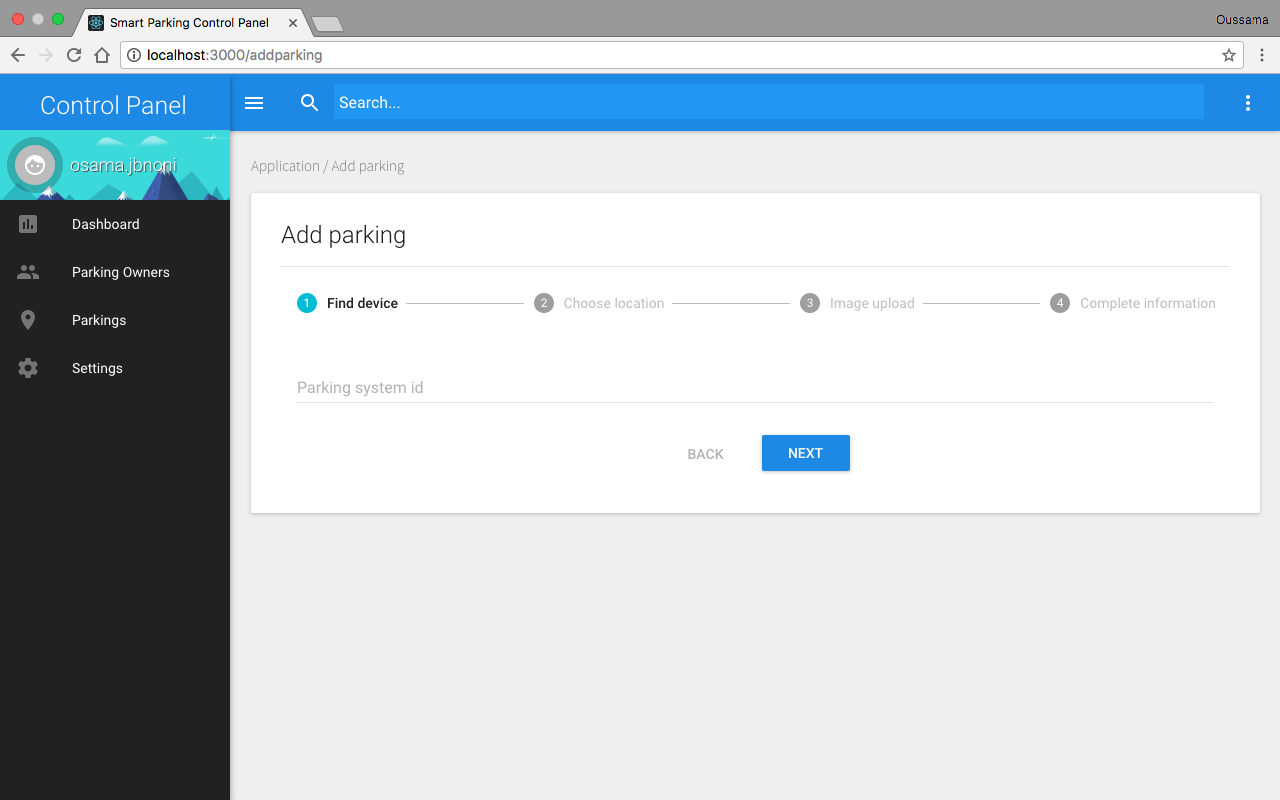 Smart Parking Control Panel
Oussama
localhost:3000/addparking
Control Panel
Search...
osama.jbnoni
Application / Add parking
Dashboard
Parking Owners
Parkings
Settings
Add parking
1 Find device
2 Choose location
3 Image upload
4 Complete information
Parking system id
BACK
NEXT